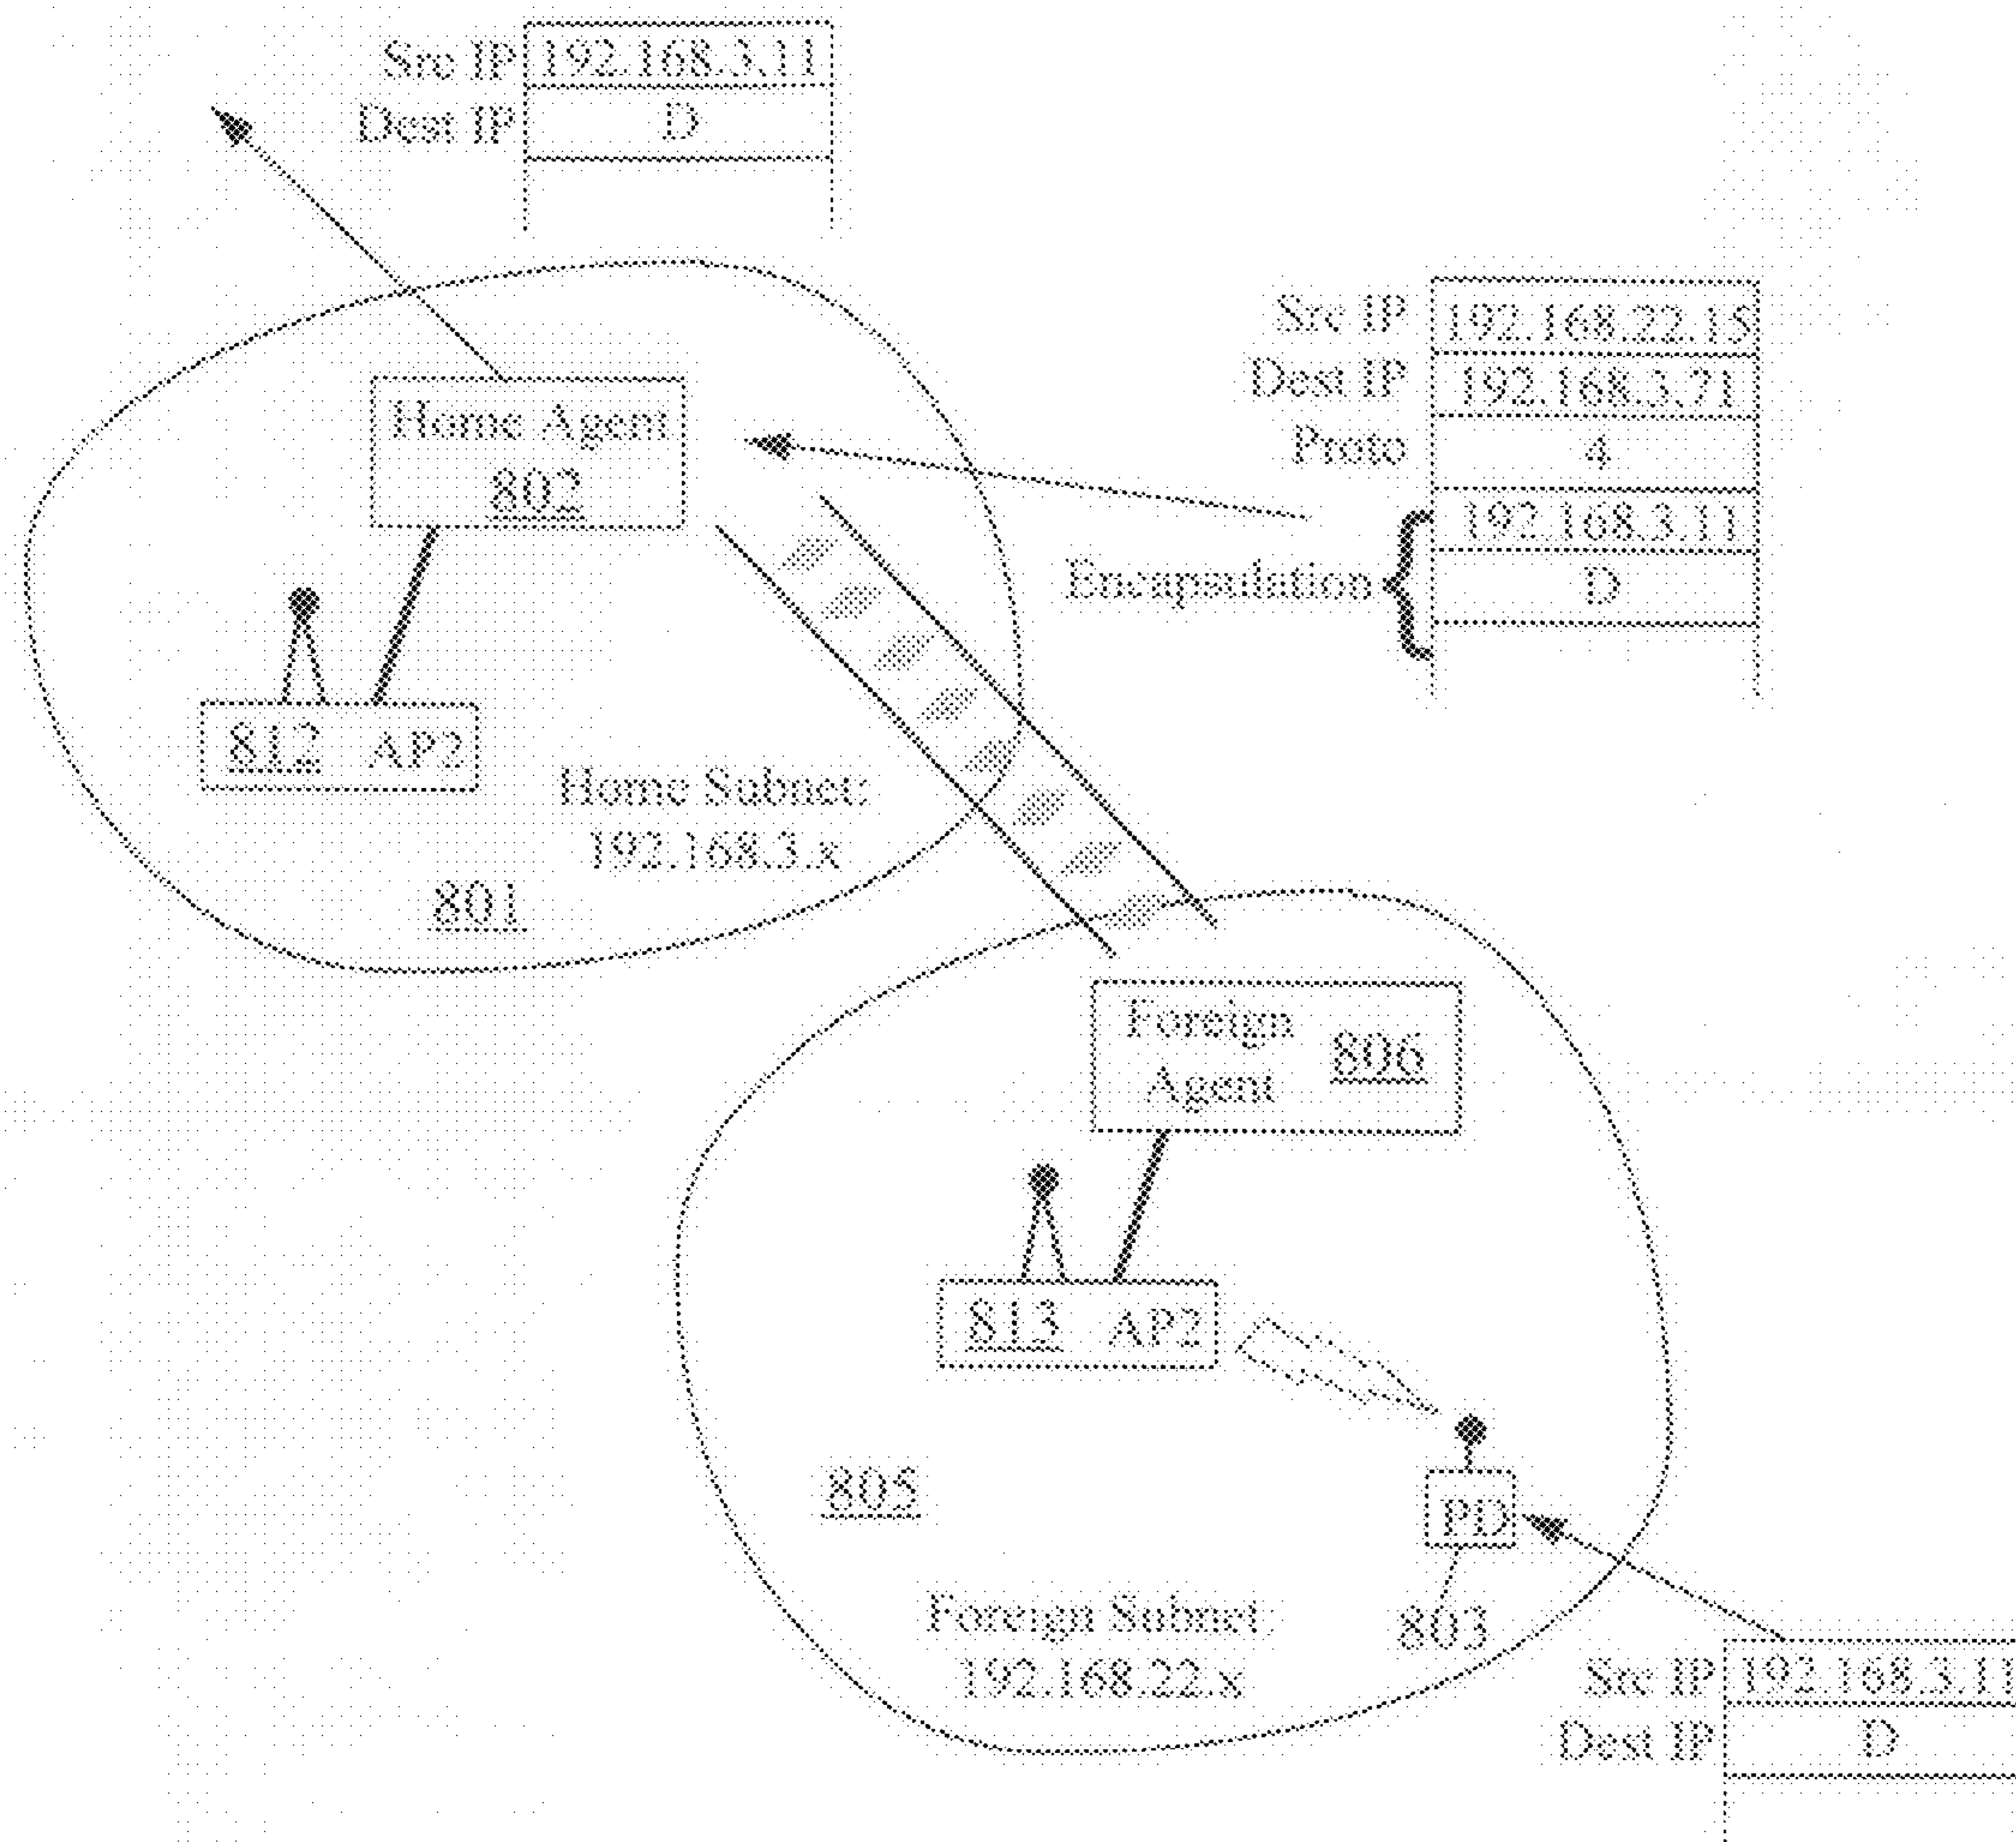 Src IP 192.168.3.11
Dest IP D
Src IP 192.168.22.15
Dest IP 192.168.3.71
Proto 4
192.168.3.11
Encapsulation {
D
Home Agent
802
812 AP2
Home Subnet:
192.168.3.x
801
Foreign
Agent
806
813 AP2
805
PD
803
Foreign Subnet:
192.168.22.x
Src IP 192.168.3.11
Dest IP D